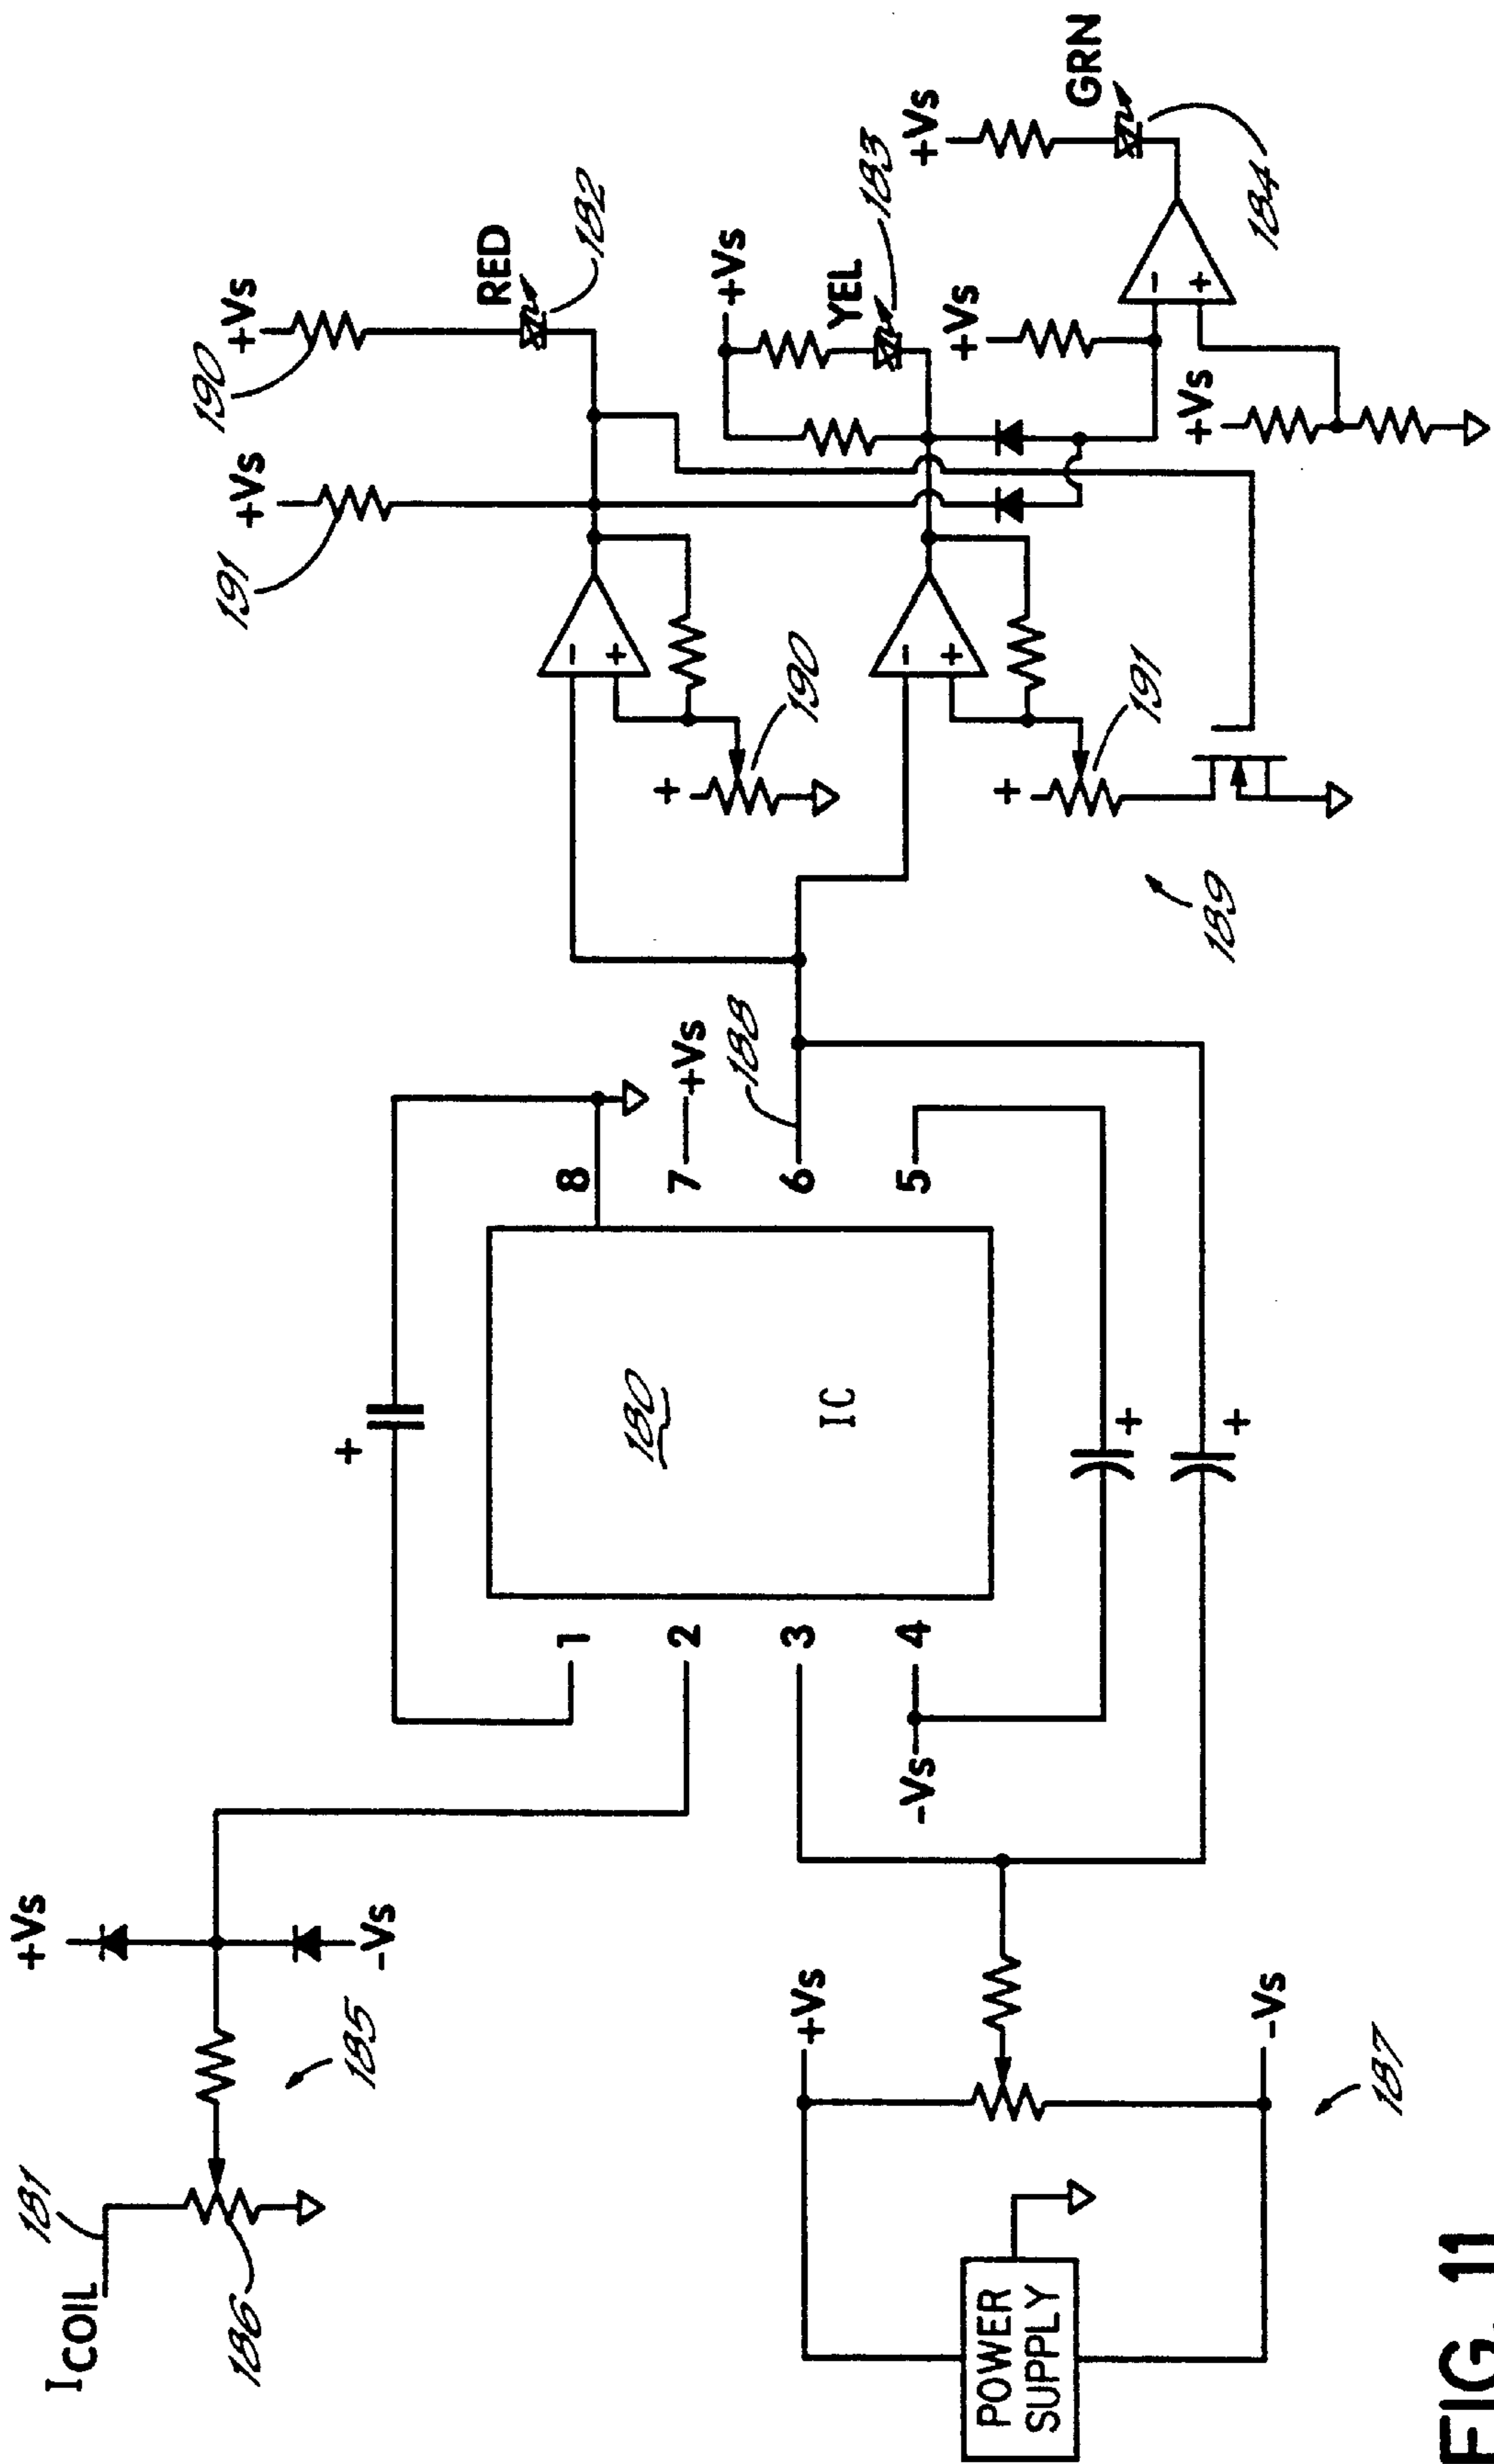 ICOIL
181
186
185
+Vs
-Vs
POWER
SUPPLY
+Vs
-Vs
187
1
2
3
4
-Vs
+
180
IC
+
+
8
7
+Vs
6
5
188
191
+Vs
190
+Vs
RED
182
-
+
+
190
+Vs
YEL
183
-
+
+
191
189
+Vs
+Vs
GRN
184
-
+
+Vs
FIG. 11